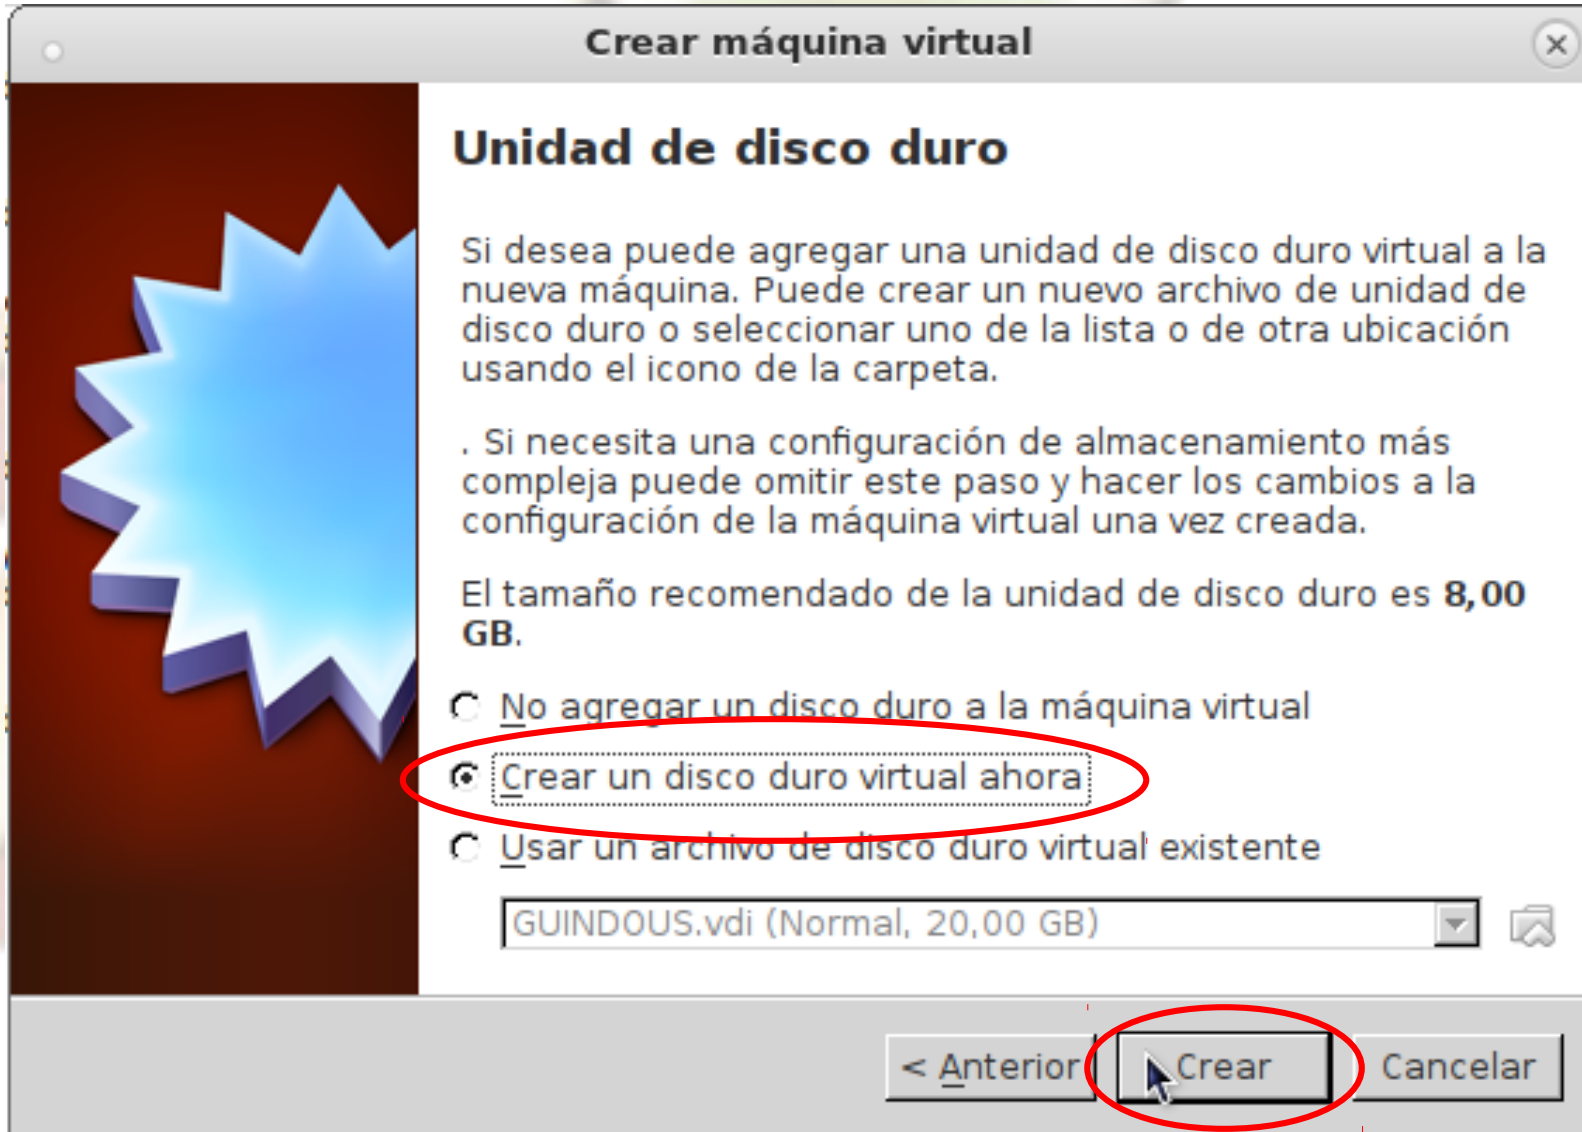 Crear máquina virtual
Unidad de disco duro
Si desea puede agregar una unidad de disco duro virtual a la
nueva máquina. Puede crear un nuevo archivo de unidad de
disco duro o seleccionar uno de la lista o de otra ubicación
usando el icono de la carpeta.
. Si necesita una configuración de almacenamiento más
compleja puede omitir este paso y hacer los cambios a la
configuración de la máquina virtual una vez creada.
El tamaño recomendado de la unidad de disco duro es 8,00
GB.
No agregar un disco duro a la máquina virtual
Crear un disco duro virtual ahora
Usar un archivo de disco duro virtual existente
GUINDOUS.vdi (Normal, 20,00 GB)
< Anterior Crear Cancelar